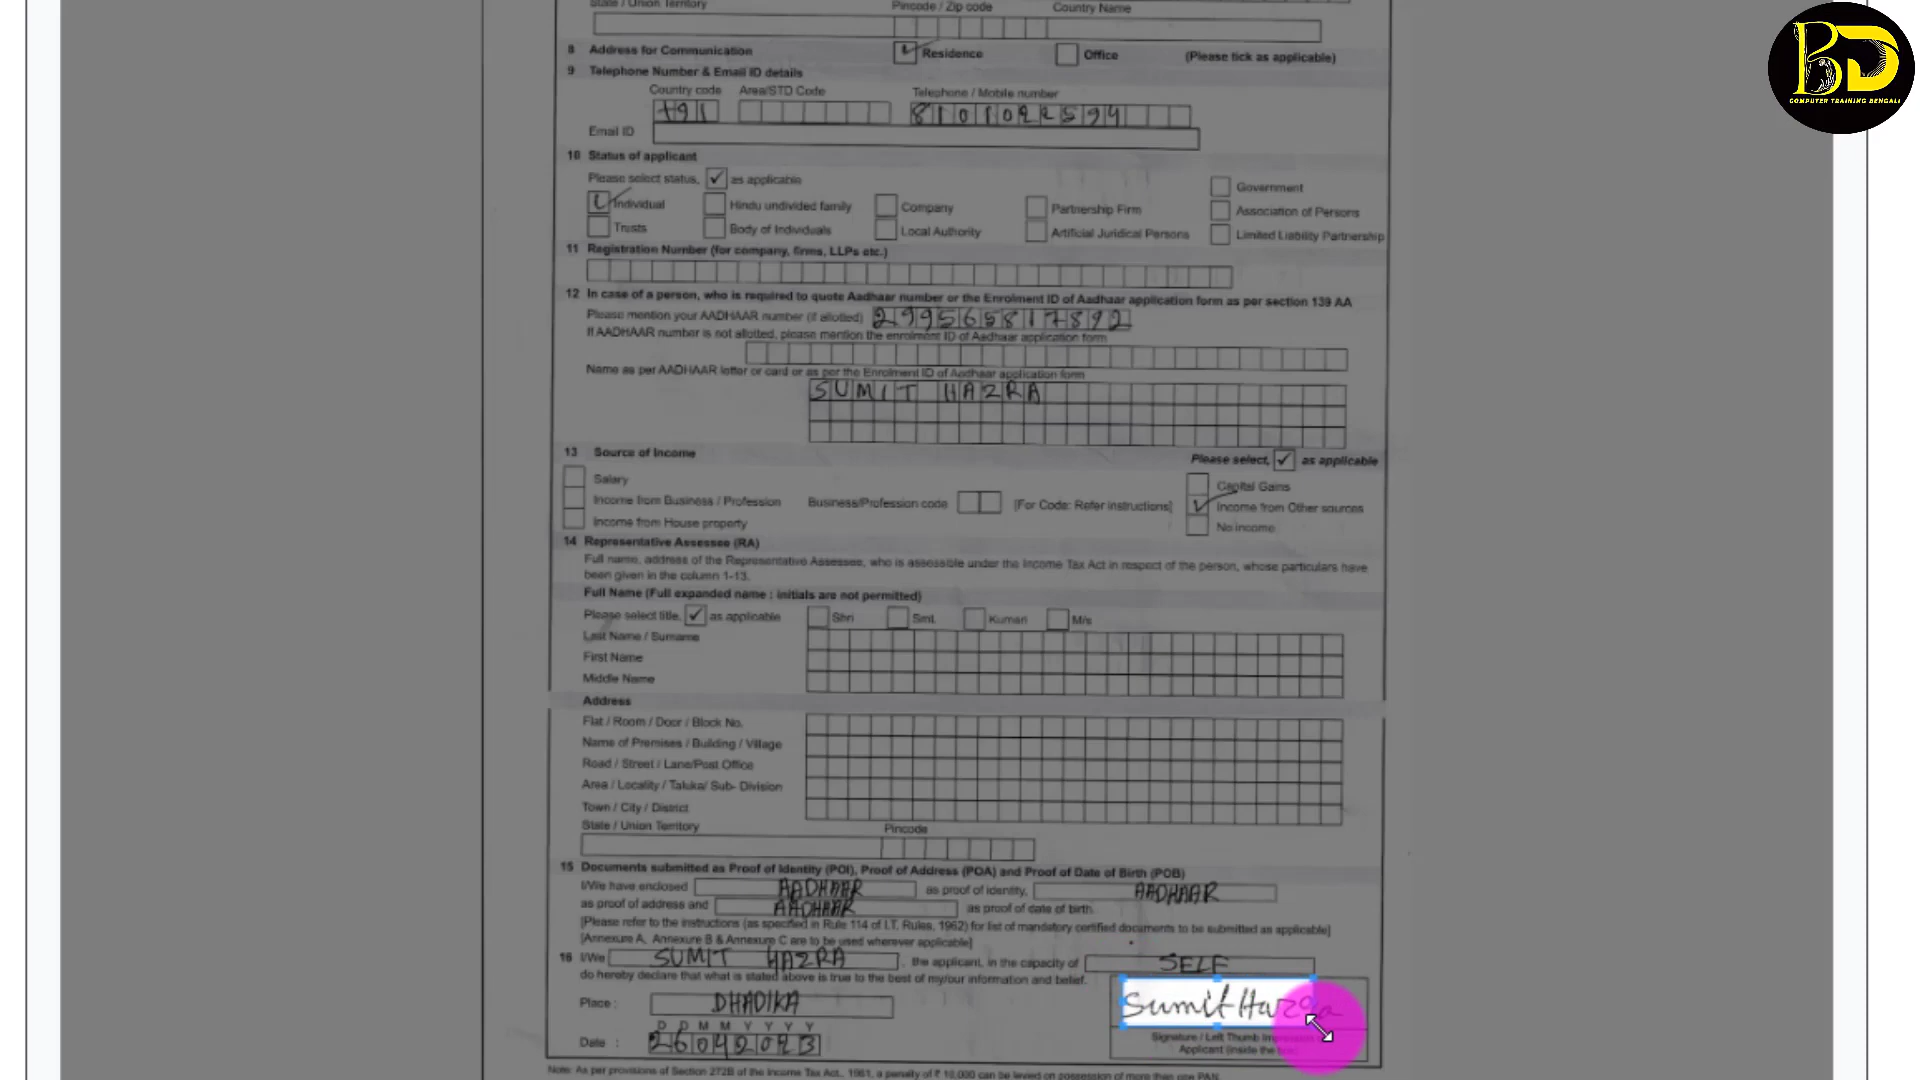 State / Union Territory Pincode / Zip code Country Name
BD
COMPUTER TRAINING BENGALI
8 Address for Communication Residence Office (Please tick as applicable)
9 Telephone Number & Email ID details
Country code Area/STD Code Telephone / Mobile number
+91 8101022594
Email ID
10 Status of applicant
Please select status, ✓ as applicable
Government
Individual Hindu undivided family Company Partnership Firm Association of Persons
Trusts Body of Individuals Local Authority Artificial Juridical Persons Limited Liability Partnership
11 Registration Number (for company, firms, LLPs etc.)
12 In case of a person, who is required to quote Aadhaar number or the Enrolment ID of Aadhaar application form as per section 139 AA
Please mention your AADHAAR number (if allotted) 299565817892
If AADHAAR number is not allotted, please mention the enrolment ID of Aadhaar application form
Name as per AADHAAR letter or card or as per the Enrolment ID of Aadhaar application form
SUMIT HAZRA
13 Source of Income Please select, ✓ as applicable
Salary Capital Gains
Income from Business / Profession Business/Profession code [For Code: Refer instructions] Income from Other sources
Income from House property No income
14 Representative Assessee (RA)
Full name, address of the Representative Assessee, who is assessible under the Income Tax Act in respect of the person, whose particulars have
been given in the column 1-13.
Full Name (Full expanded name : initials are not permitted)
Please select title, ✓ as applicable Shri Smt. Kumari M/s
Last Name / Surname
First Name
Middle Name
Address
Flat / Room / Door / Block No.
Name of Premises / Building / Village
Road / Street / Lane/Post Office
Area / Locality / Taluka/ Sub- Division
Town / City / District
State / Union Territory Pincode
15 Documents submitted as Proof of Identity (POI), Proof of Address (POA) and Proof of Date of Birth (POB)
I/We have enclosed AADHAAR as proof of identity, AADHAAR
as proof of address and AADHAAR as proof of date of birth.
[Please refer to the instructions (as specified in Rule 114 of I.T. Rules, 1962) for list of mandatory certified documents to be submitted as applicable]
[Annexure A, Annexure B & Annexure C are to be used wherever applicable]
16 I/We SUMIT HAZRA , the applicant, in the capacity of SELF
do hereby declare that what is stated above is true to the best of my/our information and belief.
Place : DHADIKA
Sumit Hazra
D D M M Y Y Y Y
Date : 26042023
Signature / Left Thumb
Applicant (inside the
Note: As per provisions of Section 272B of the Income Tax Act, 1961, a penalty of ₹ 10,000 can be levied on possession of more than one PAN.